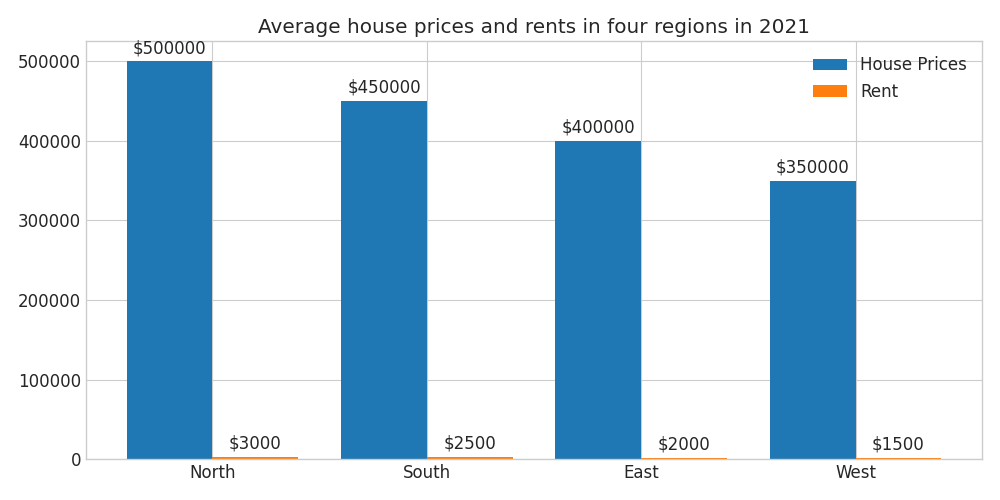 Average house prices and rents in four regions in 2021
$500000
500000
House Prices
$450000
Rent
400000
$400000
$350000
300000
200000
100000
$3000
$2500
$2000
$1500
0
North
South
East
West